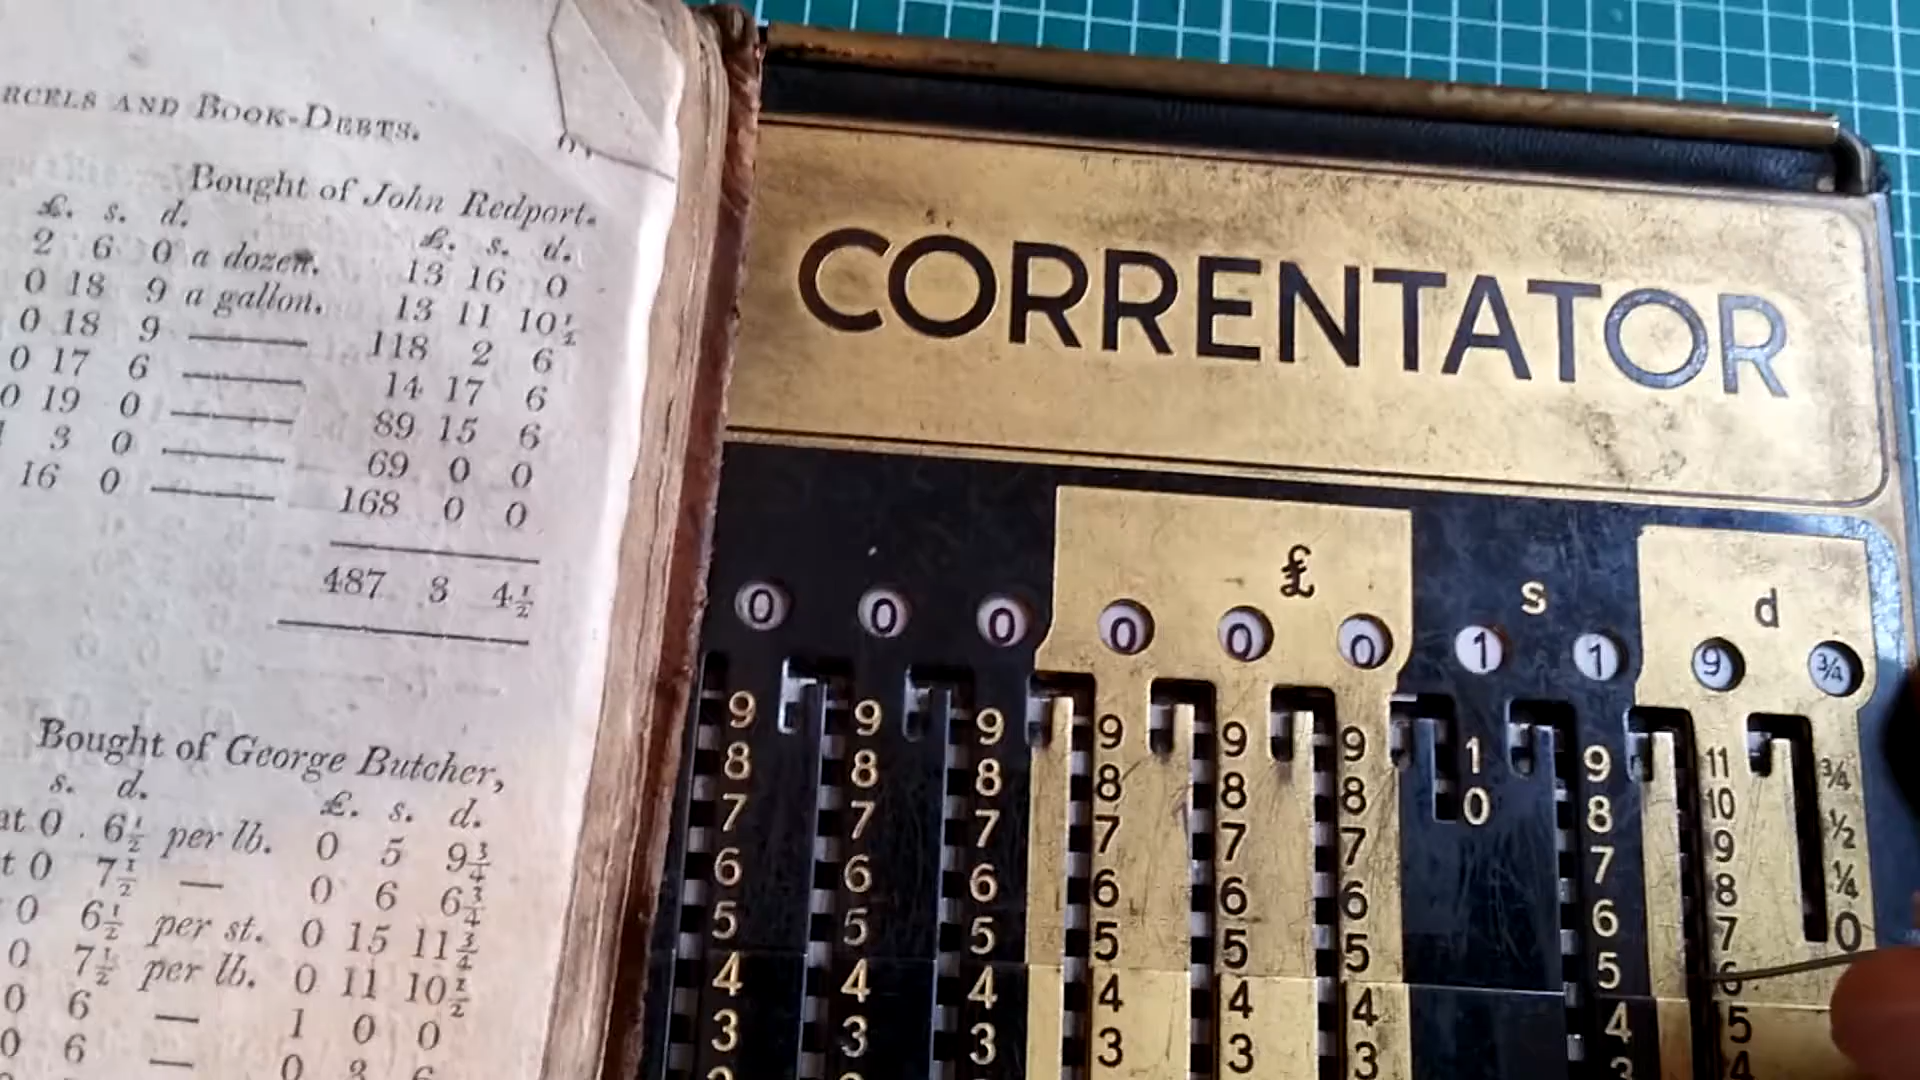 RCELS AND BOOK-DEBTS.
Bought of John Redport.
£. s. d. £. s. d.
2 6 0 a dozen. 13 16 0
0 18 9 a gallon. 13 11 10½
0 18 9 —— 118 2 6
0 17 6 —— 14 17 6
0 19 0 —— 89 15 6
3 0 —— 69 0 0
16 0 —— 168 0 0
487 3 4½
Bought of George Butcher,
s. d. £. s. d.
at 0 . 6½ per lb. 0 5 9¾
t 0 7½ — 0 6 6¾
0 6½ per st. 0 15 11¾
0 7½ per lb. 0 11 10½
0 6 — 1 0 0
0 6 — 0 3 6
CORRENTATOR
£ s d
0 0 0 0 0 0 1 1 9 ¾
9 9 9 9 9 9 1 9 11 ¾
8 8 8 8 8 8 0 8 10 ½
7 7 7 7 7 7 7 9 ¼
6 6 6 6 6 6 6 8 0
5 5 5 5 5 5 5 7
4 4 4 4 4 4 4 6
3 3 3 3 3 3 3 5
4